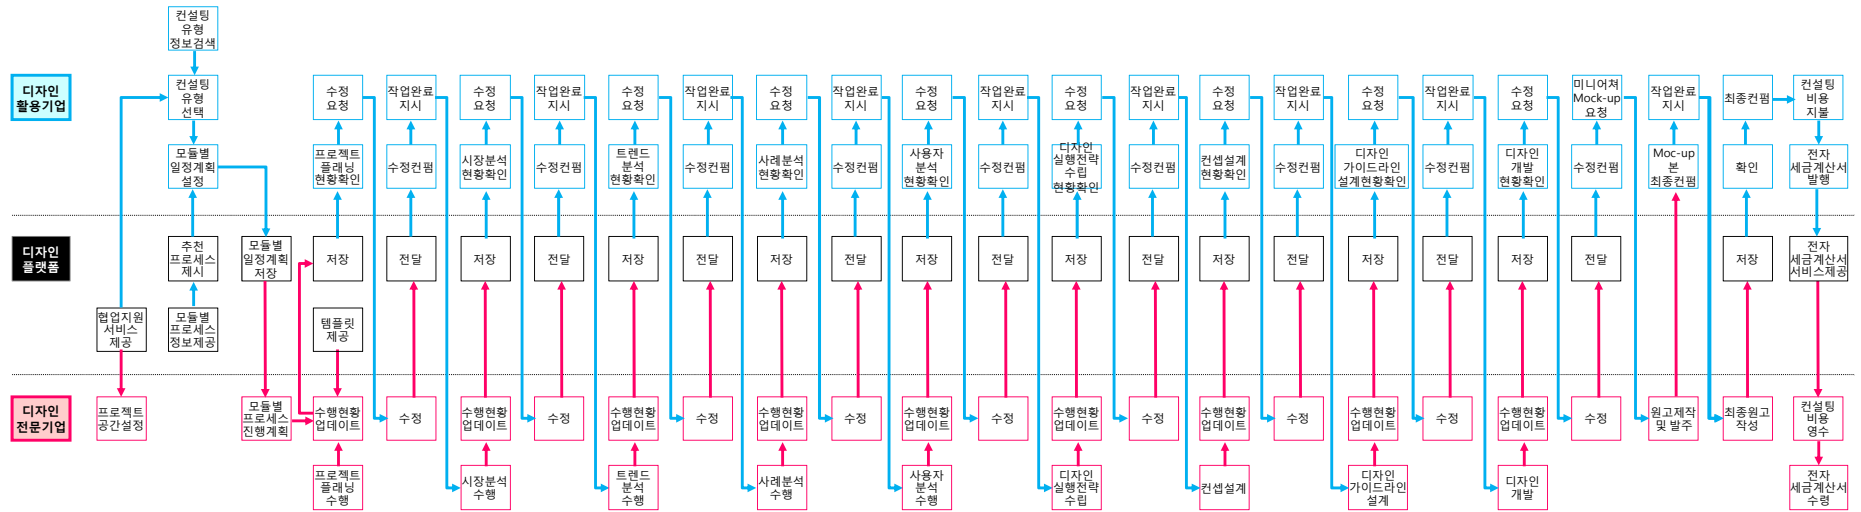 컨설팅
유형
정보검색
디자인
활용기업
컨설팅
유형
선택
수정
요청
작업완료
지시
수정
요청
작업완료
지시
수정
요청
작업완료
지시
수정
요청
작업완료
지시
수정
요청
작업완료
지시
수정
요청
작업완료
지시
수정
요청
작업완료
지시
수정
요청
작업완료
지시
수정
요청
미니어쳐
Mock-up
요청
작업완료
지시
최종컨펌
컨설팅
비용
지불
모듈별
일정계획
설정
프로젝트
플래닝
현황확인
수정컨펌
시장분석
현황확인
수정컨펌
트렌드
분석
현황확인
수정컨펌
사례분석
현황확인
수정컨펌
사용자
분석
현황확인
수정컨펌
디자인
실행전략
수립
현황확인
수정컨펌
컨셉설계
현황확인
수정컨펌
디자인
가이드라인
설계현황확인
수정컨펌
디자인
개발
현황확인
수정컨펌
Moc-up
본
최종컨펌
확인
전자
세금계산서
발행
디자인
플랫폼
추천
프로세스
제시
모듈별
일정계획
저장
저장
전달
저장
전달
저장
전달
저장
전달
저장
전달
저장
전달
저장
전달
저장
전달
저장
전달
저장
전자
세금계산서
서비스제공
협업지원
서비스
제공
모듈별
프로세스
정보제공
템플릿
제공
디자인
전문기업
프로젝트
공간설정
모듈별
프로세스
진행계획
수행현황
업데이트
수정
수행현황
업데이트
수정
수행현황
업데이트
수정
수행현황
업데이트
수정
수행현황
업데이트
수정
수행현황
업데이트
수정
수행현황
업데이트
수정
수행현황
업데이트
수정
수행현황
업데이트
수정
원고제작
및 발주
최종원고
작성
컨설팅
비용
영수
프로젝트
플래닝
수행
시장분석
수행
트렌드
분석
수행
사례분석
수행
사용자
분석
수행
디자인
실행전략
수립
컨셉설계
디자인
가이드라인
설계
디자인
개발
전자
세금계산서
수령